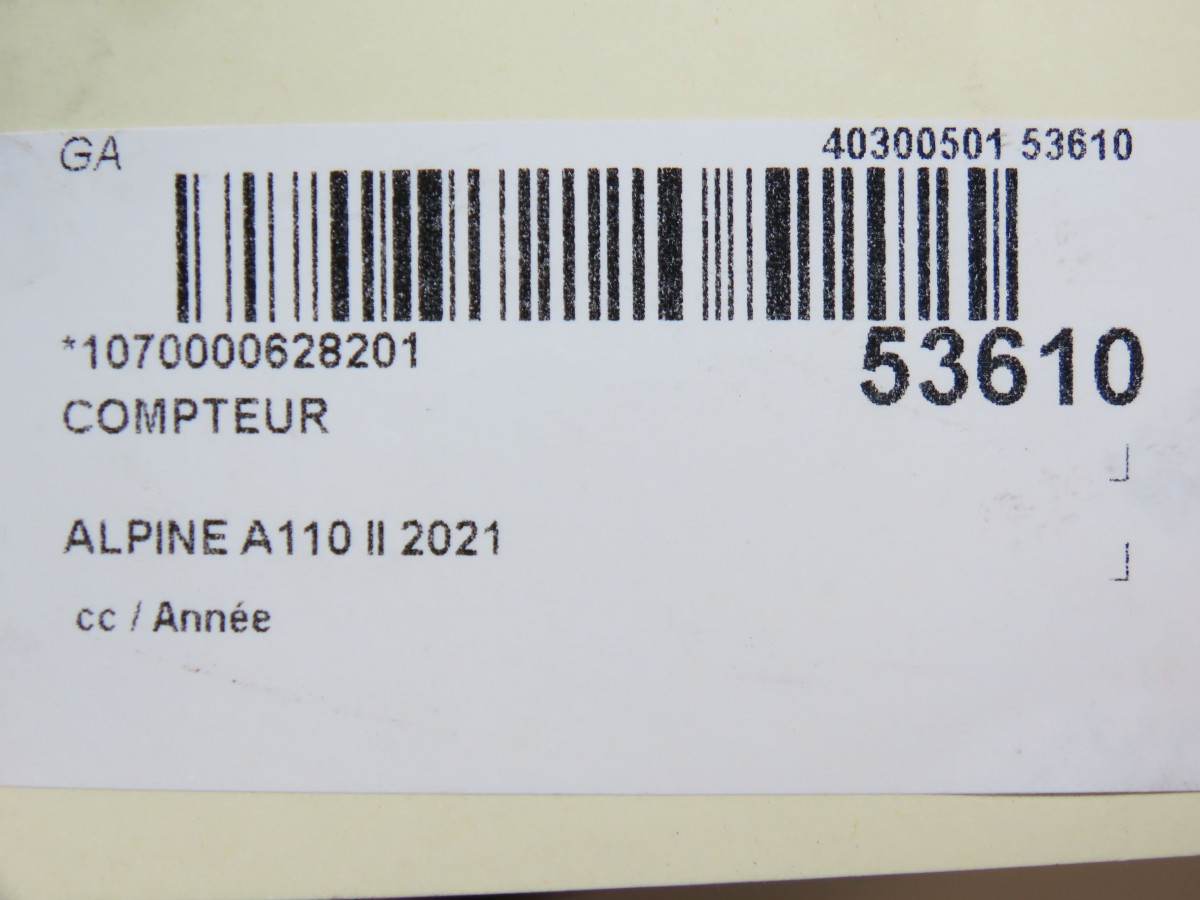 GA
40300501 53610
*1070000628201
53610
COMPTEUR
ALPINE A110 II 2021
cc / Année